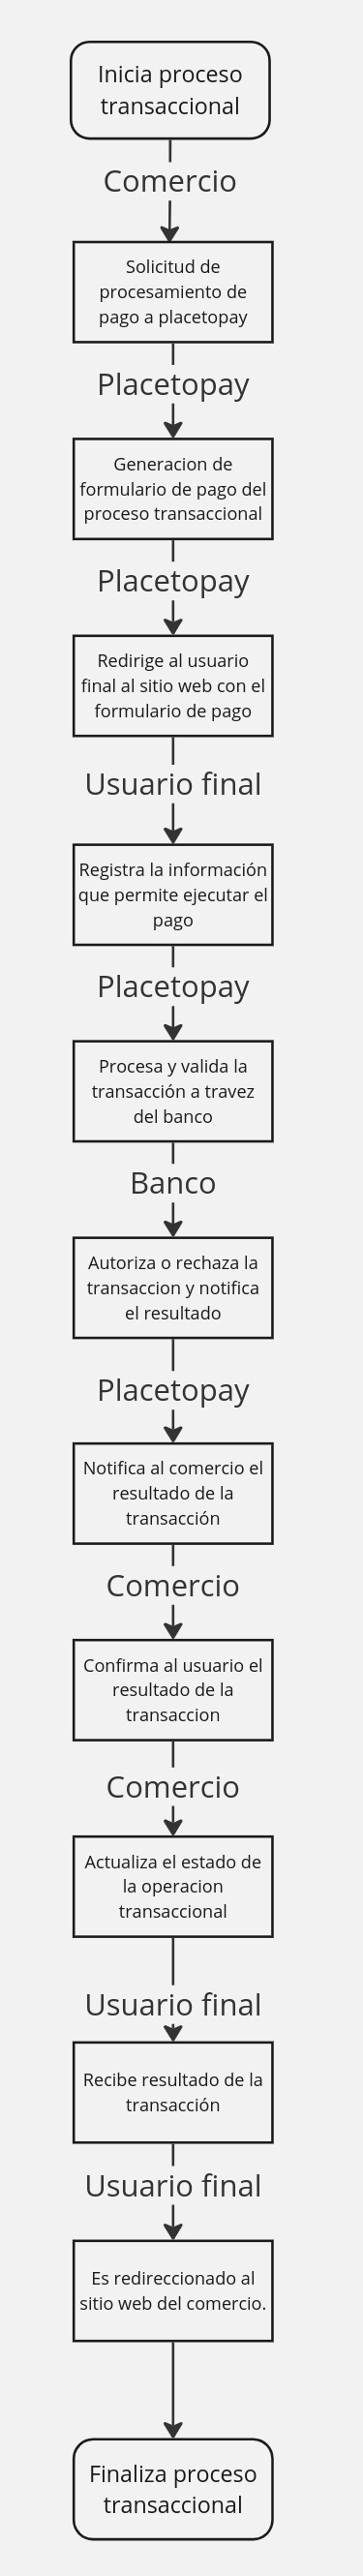 Inicia proceso
transaccional
Comercio
Solicitud de
procesamiento de
pago a placetopay
Placetopay
Generacion de
formulario de pago del
proceso transaccional
Placetopay
Redirige al usuario
final al sitio web con el
formulario de pago
Usuario final
Registra la información
que permite ejecutar el
pago
Placetopay
Procesa y valida la
transacción a travez
del banco
Banco
Autoriza o rechaza la
transaccion y notifica
el resultado
Placetopay
Notifica al comercio el
resultado de la
transacción
Comercio
Confirma al usuario el
resultado de la
transaccion
Comercio
Actualiza el estado de
la operacion
transaccional
Usuario final
Recibe resultado de la
transacción
Usuario final
Es redireccionado al
sitio web del comercio.
Finaliza proceso
transaccional